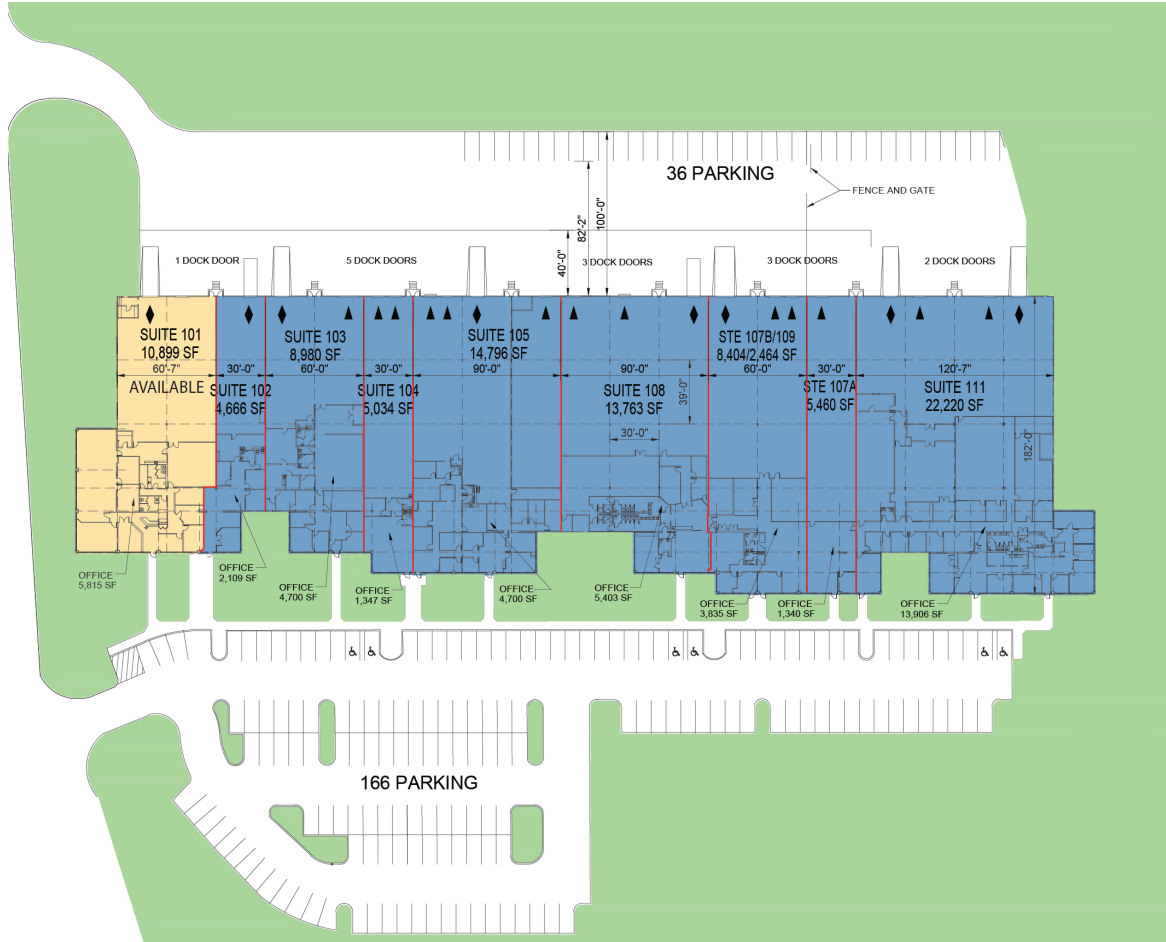 36 PARKING
FENCE AND GATE
82'-2"
100'-0"
40'-0"
1 DOCK DOOR
5 DOCK DOORS
3 DOCK DOORS
3 DOCK DOORS
2 DOCK DOORS
SUITE 101
10,899 SF
60'-7"
AVAILABLE
30'-0"
SUITE 102
4,666 SF
SUITE 103
8,980 SF
60'-0"
30'-0"
SUITE 104
5,034 SF
SUITE 105
14,796 SF
90'-0"
90'-0"
SUITE 108
13,763 SF
39'-0"
30'-0"
STE 107B/109
8,404/2,464 SF
60'-0"
30'-0"
STE 107A
5,460 SF
120'-7"
SUITE 111
22,220 SF
182'-0"
OFFICE
5,815 SF
OFFICE
2,109 SF
OFFICE
4,700 SF
OFFICE
1,347 SF
OFFICE
4,700 SF
OFFICE
5,403 SF
OFFICE
3,835 SF
OFFICE
1,340 SF
OFFICE
13,906 SF
166 PARKING